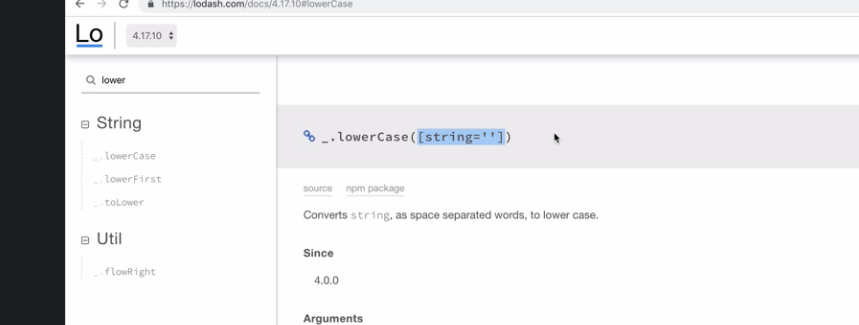 https://lodash.com/docs/4.17.10#lowerCase
Lo
4.17.10
lower
String
_.lowerCase
_.lowerFirst
_.toLower
Util
_.flowRight
_.lowerCase([string=''])
source npm package
Converts string, as space separated words, to lower case.
Since
4.0.0
Arguments